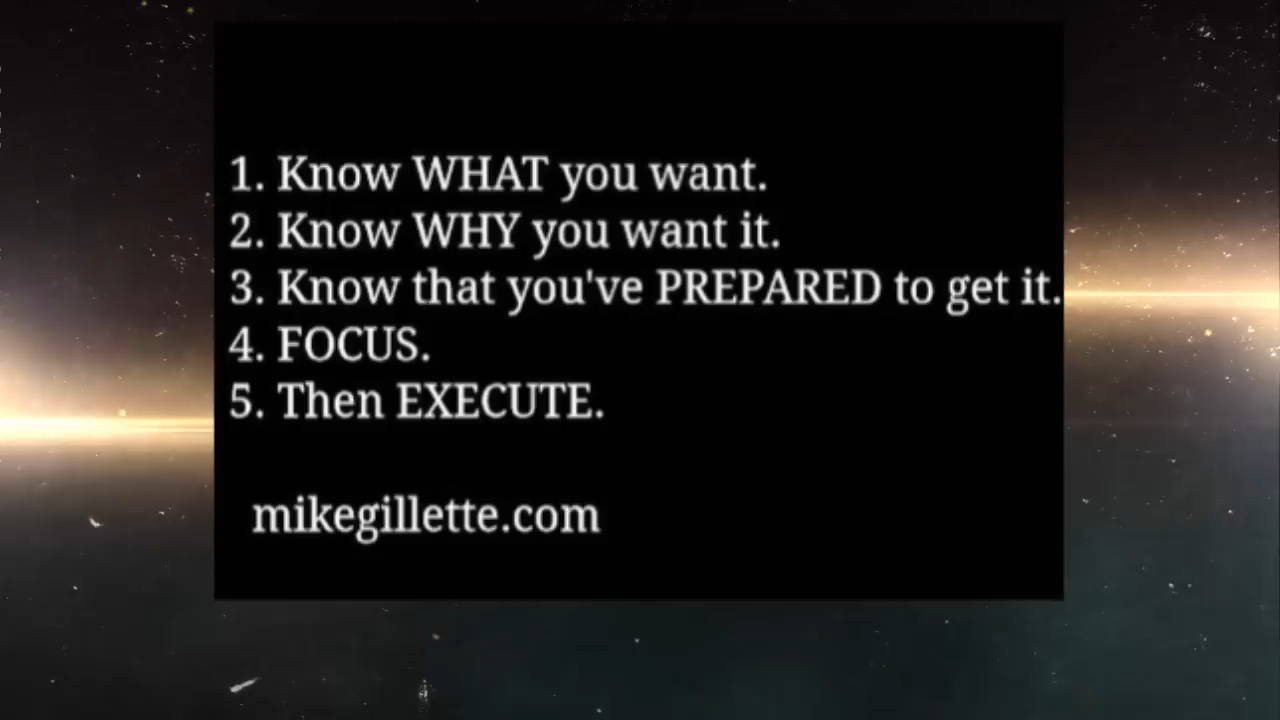 1. Know WHAT you want.
2. Know WHY you want it.
3. Know that you've PREPARED to get it.
4. FOCUS.
5. Then EXECUTE.
mikegillette.com